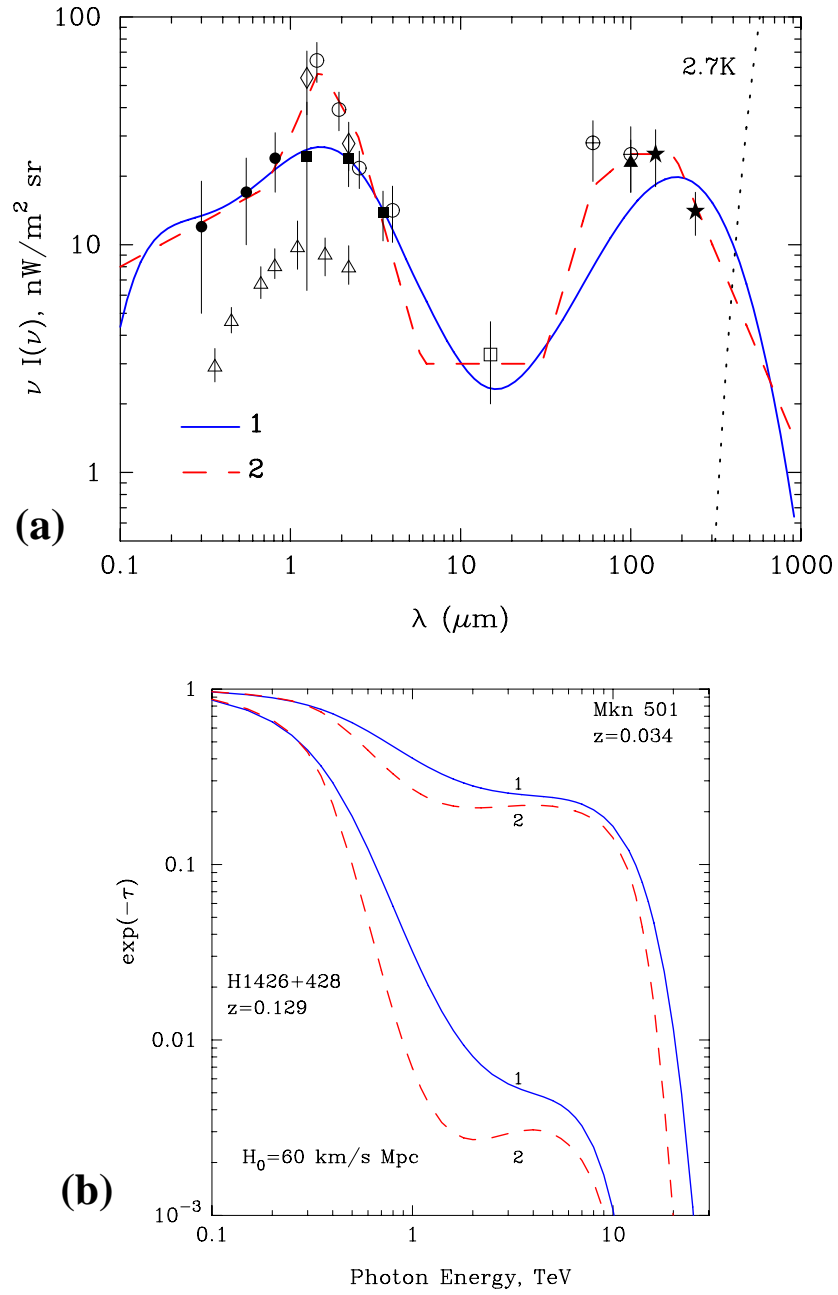 100
10
1
ν I(ν), nW/m² sr
2.7K
1
2
(a)
0.1
1
10
100
1000
λ (μm)
1
0.1
0.01
10⁻³
exp(−τ)
Mkn 501
z=0.034
1
2
H1426+428
z=0.129
1
2
H₀=60 km/s Mpc
(b)
0.1
1
10
Photon Energy, TeV